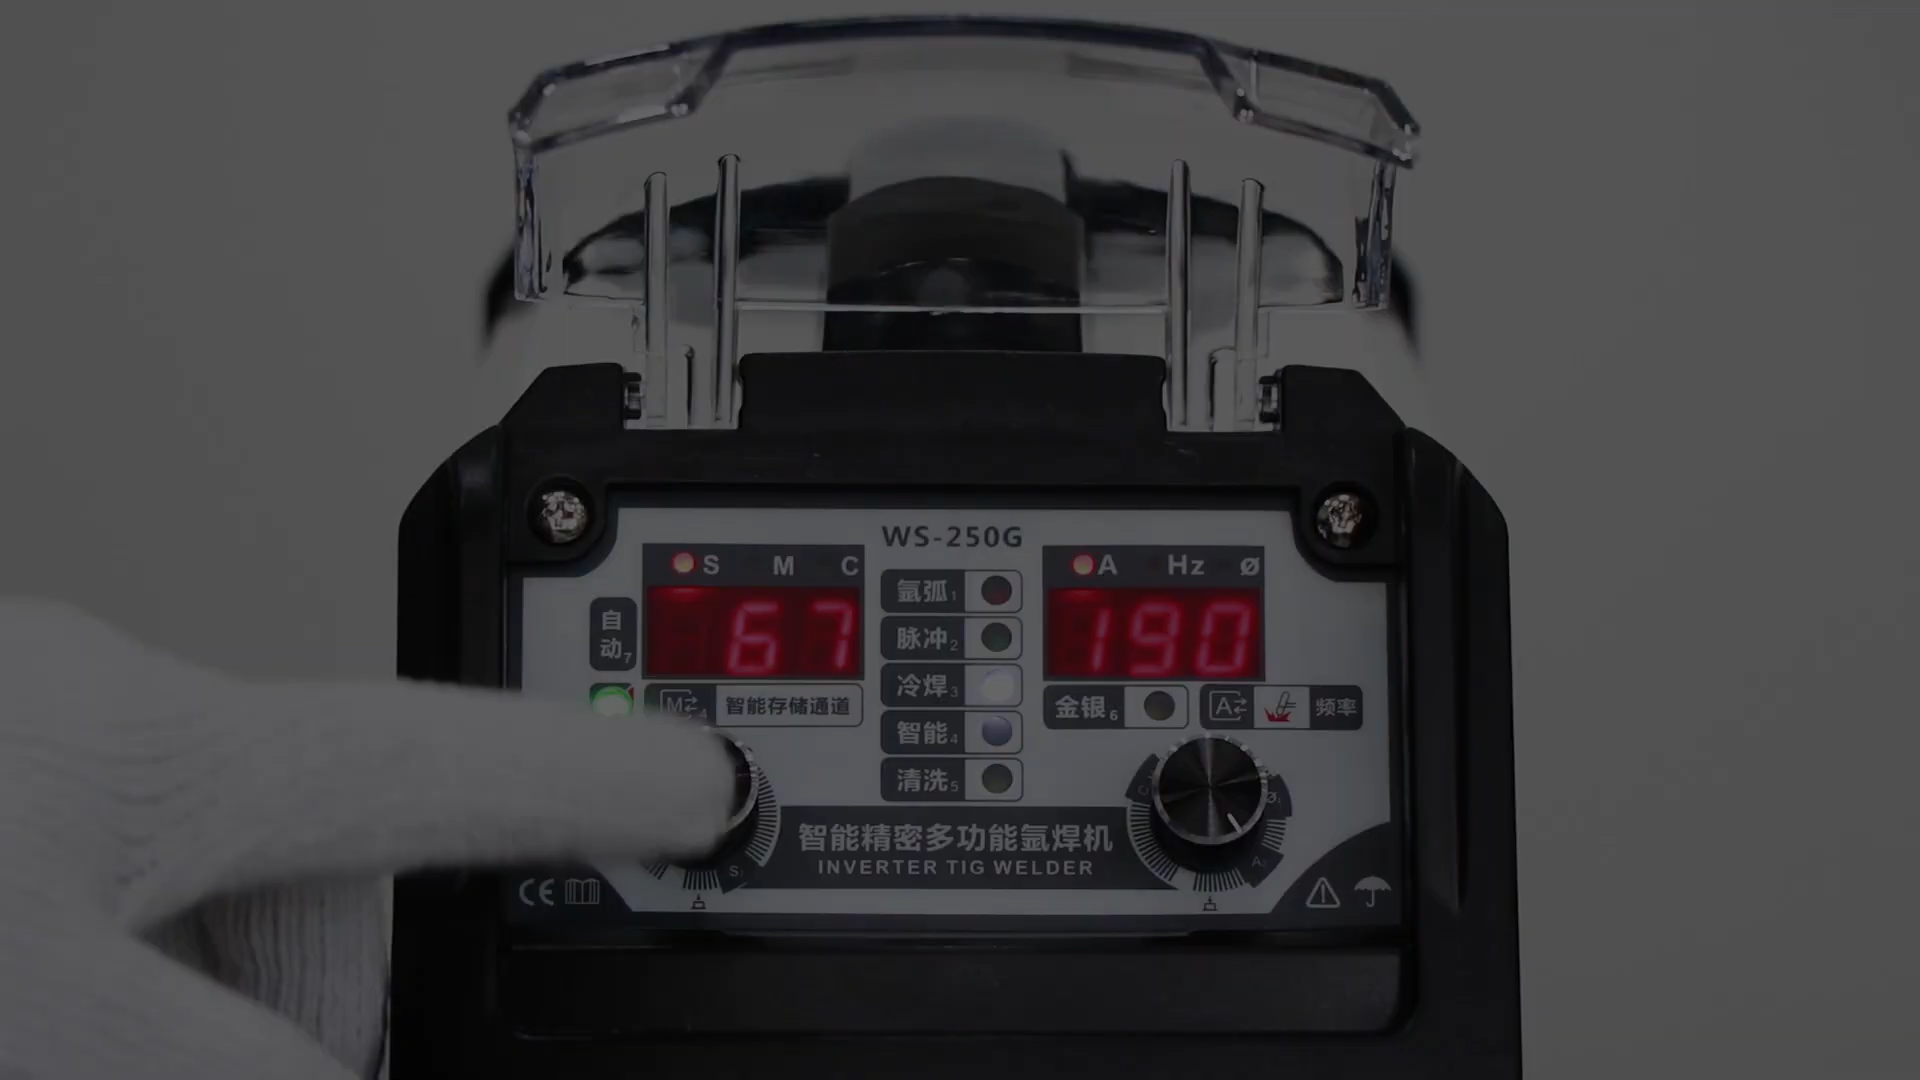 WS-250G
S M C
A Hz Ø
67
190
自动7
氩弧1
脉冲2
冷焊3
智能4
清洗5
M 4
智能存储通道
金银6
A
频率
智能精密多功能氩焊机
INVERTER TIG WELDER
S
A
Ø
CE